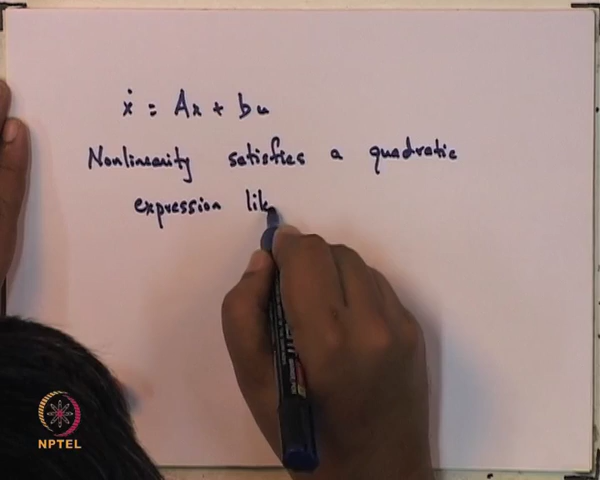 ẋ = Ax + bu
Nonlinearity satisfies a quadratic
expression lik
NPTEL